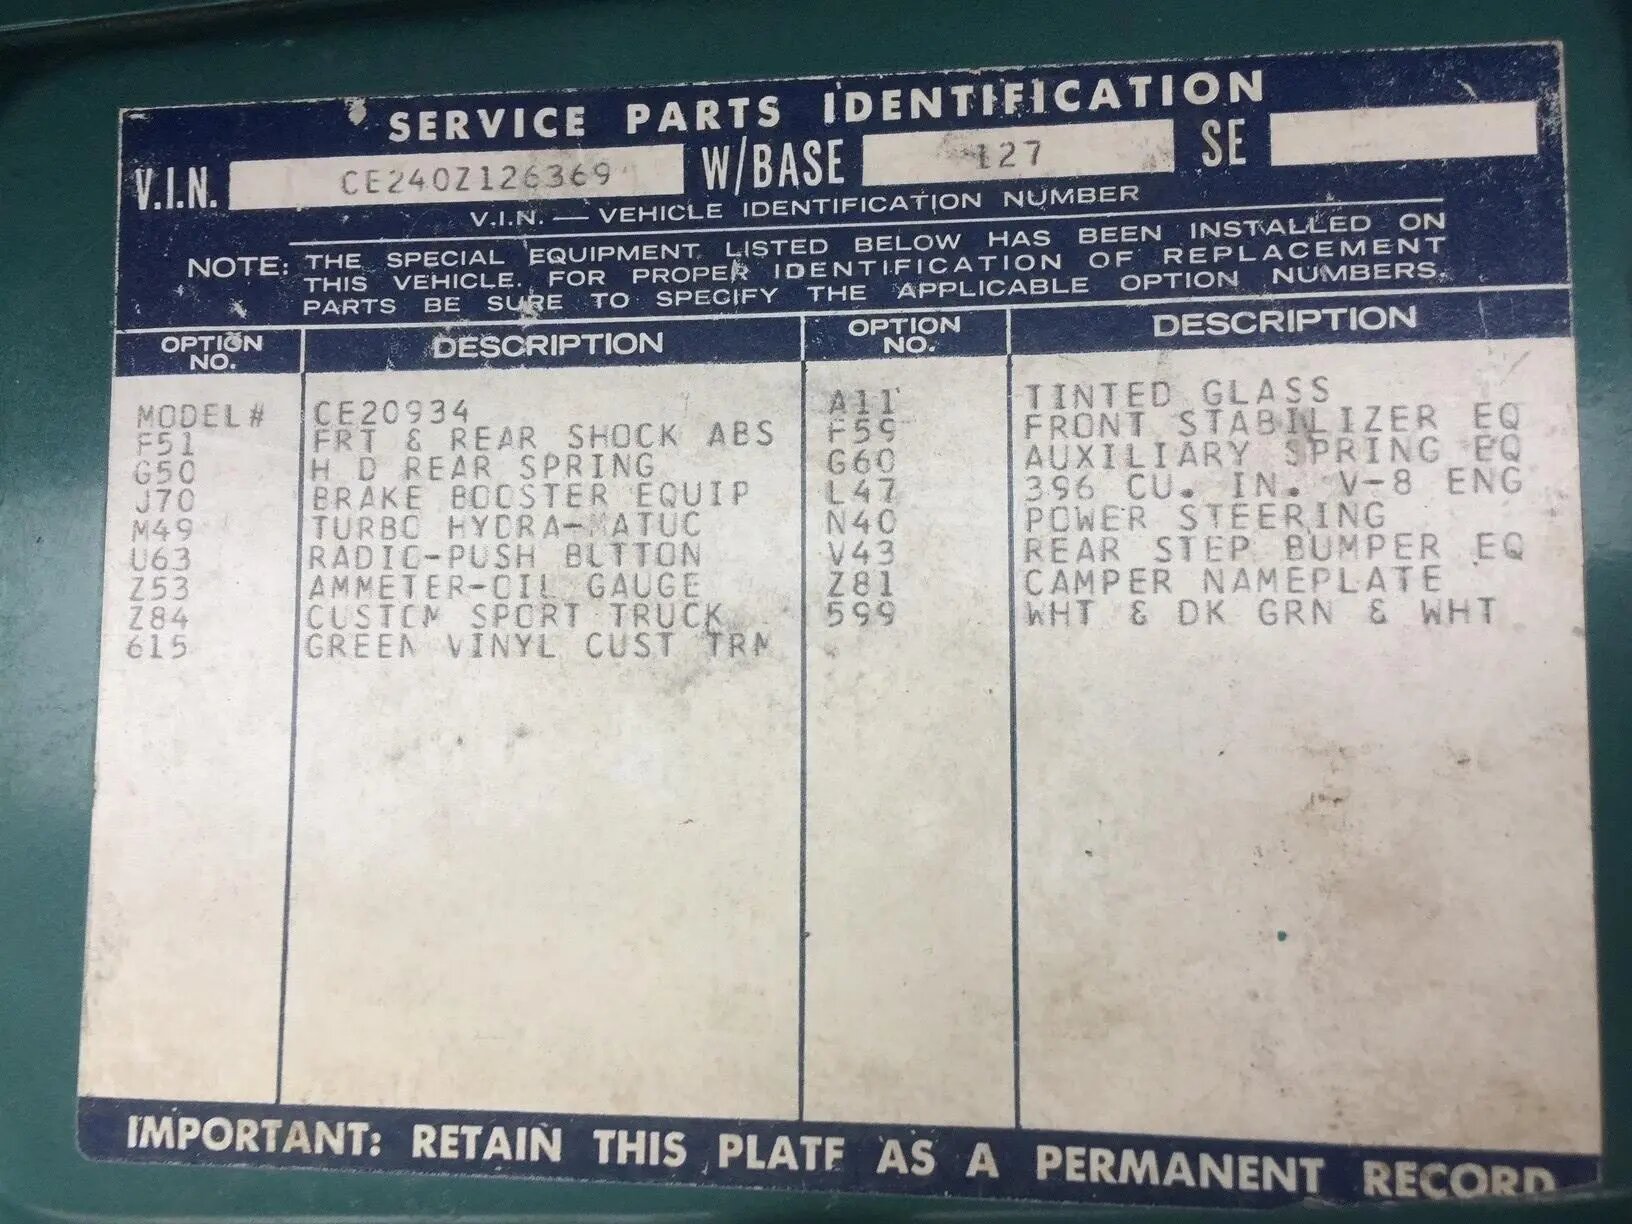 SERVICE PARTS IDENTIFICATION
V.I.N. CE240Z126369 W/BASE 127 SE
V.I.N. — VEHICLE IDENTIFICATION NUMBER
NOTE: THE SPECIAL EQUIPMENT LISTED BELOW HAS BEEN INSTALLED ON
THIS VEHICLE. FOR PROPER IDENTIFICATION OF REPLACEMENT
PARTS BE SURE TO SPECIFY THE APPLICABLE OPTION NUMBERS.
OPTION NO. DESCRIPTION OPTION NO. DESCRIPTION
MODEL# CE20934 A11 TINTED GLASS
F51 FRT & REAR SHOCK ABS F59 FRONT STABILIZER EQ
G50 H D REAR SPRING G60 AUXILIARY SPRING EQ
J70 BRAKE BOOSTER EQUIP L47 396 CU. IN. V-8 ENG
M49 TURBO HYDRA-MATUC N40 POWER STEERING
U63 RADIO-PUSH BUTTON V43 REAR STEP BUMPER EQ
Z53 AMMETER-OIL GAUGE Z81 CAMPER NAMEPLATE
Z84 CUSTOM SPORT TRUCK 599 WHT & DK GRN & WHT
615 GREEN VINYL CUST TRM
IMPORTANT: RETAIN THIS PLATE AS A PERMANENT RECORD